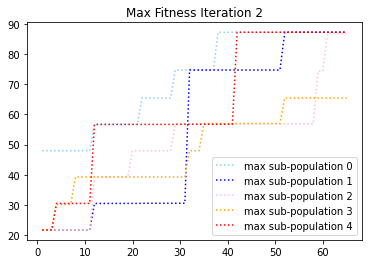 Max Fitness Iteration 2
90
80
70
60
50
40
30
20
0 10 20 30 40 50 60
max sub-population 0
max sub-population 1
max sub-population 2
max sub-population 3
max sub-population 4